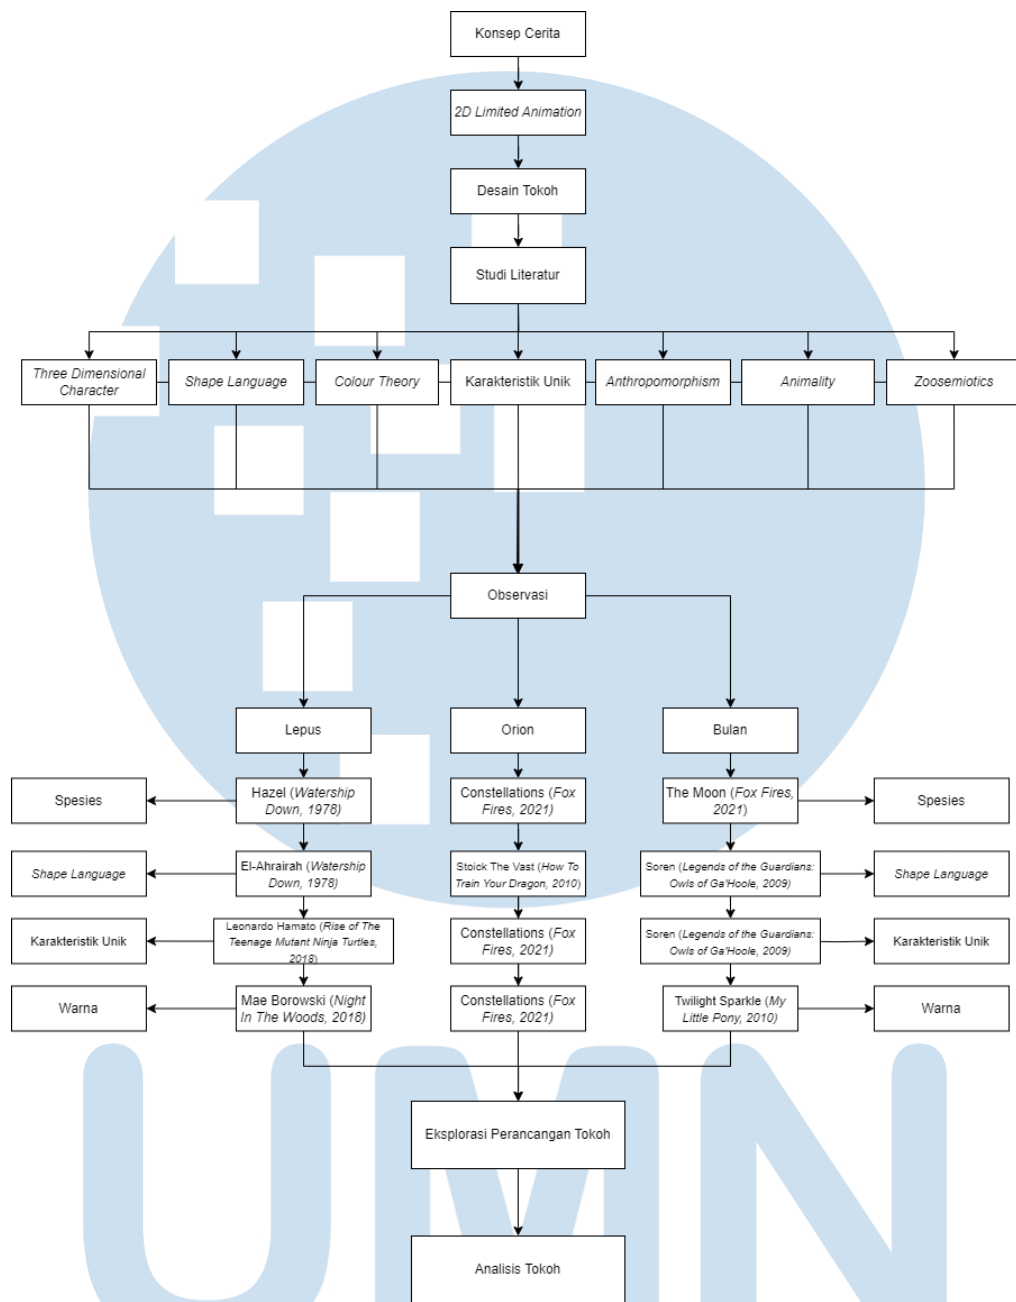 Konsep Cerita
2D Limited Animation
Desain Tokoh
Studi Literatur
Three Dimensional
Character
Shape Language
Colour Theory
Karakteristik Unik
Anthropomorphism
Animality
Zoosemiotics
Observasi
Lepus
Orion
Bulan
Spesies
Hazel (Watership
Down, 1978)
Constellations (Fox
Fires, 2021)
The Moon (Fox Fires,
2021)
Spesies
Shape Language
El-Ahrairah (Watership
Down, 1978)
Stoick The Vast (How To
Train Your Dragon, 2010)
Soren (Legends of the Guardians:
Owls of Ga'Hoole, 2009)
Shape Language
Karakteristik Unik
Leonardo Hamato (Rise of The
Teenage Mutant Ninja Turtles,
2018)
Constellations (Fox
Fires, 2021)
Soren (Legends of the Guardians:
Owls of Ga'Hoole, 2009)
Karakteristik Unik
Warna
Mae Borowski (Night
In The Woods, 2018)
Constellations (Fox
Fires, 2021)
Twilight Sparkle (My
Little Pony, 2010)
Warna
Eksplorasi Perancangan Tokoh
Analisis Tokoh
UMN